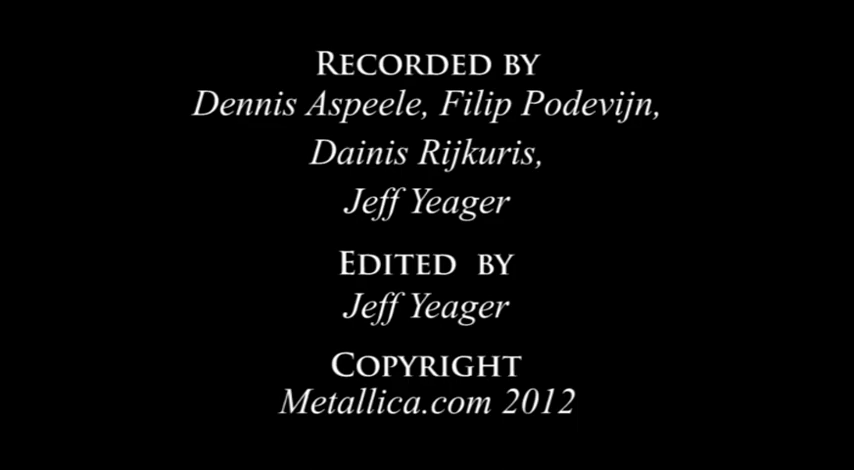 RECORDED BY
Dennis Aspeele, Filip Podevijn,
Dainis Rijkuris,
Jeff Yeager
EDITED BY
Jeff Yeager
COPYRIGHT
Metallica.com 2012